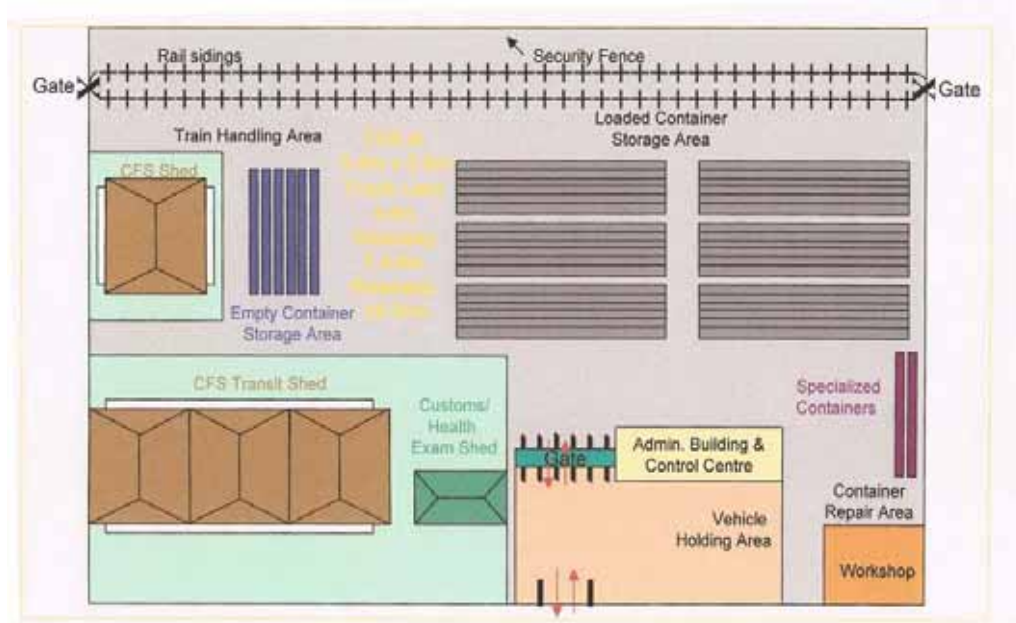 Rail sidings
Security Fence
Gate
Gate
Train Handling Area
Loaded Container
Storage Area
CFS Shed
Empty Container
Storage Area
CFS Transit Shed
Customs/
Health
Exam Shed
Specialized
Containers
Gate
Admin. Building &
Control Centre
Container
Repair Area
Vehicle
Holding Area
Workshop